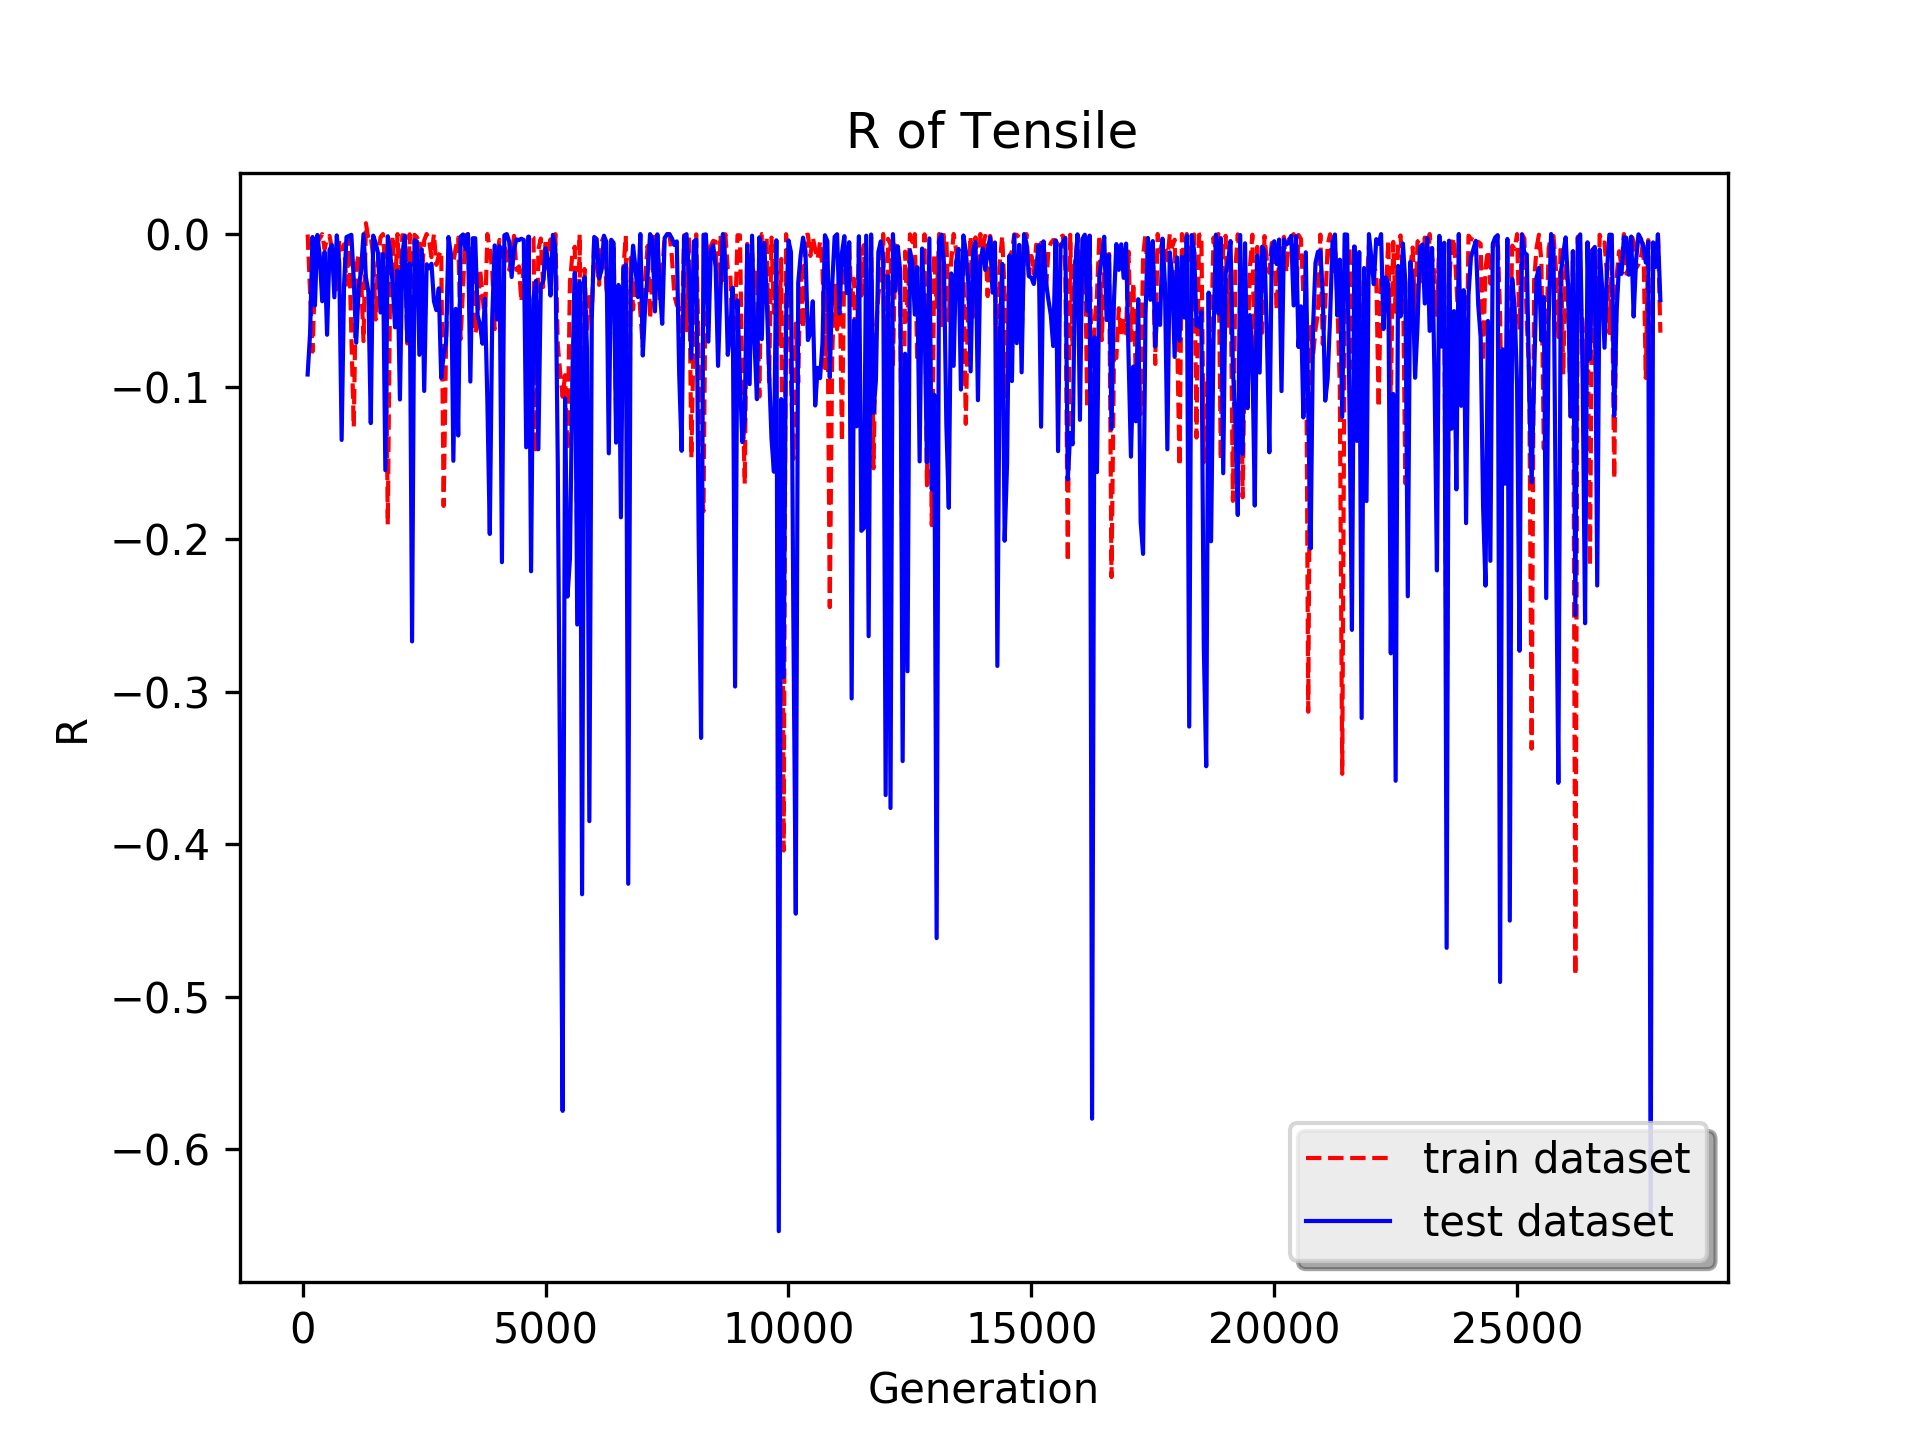 R of Tensile
0.0
−0.1
−0.2
−0.3
−0.4
−0.5
−0.6
R
train dataset
test dataset
0 5000 10000 15000 20000 25000
Generation